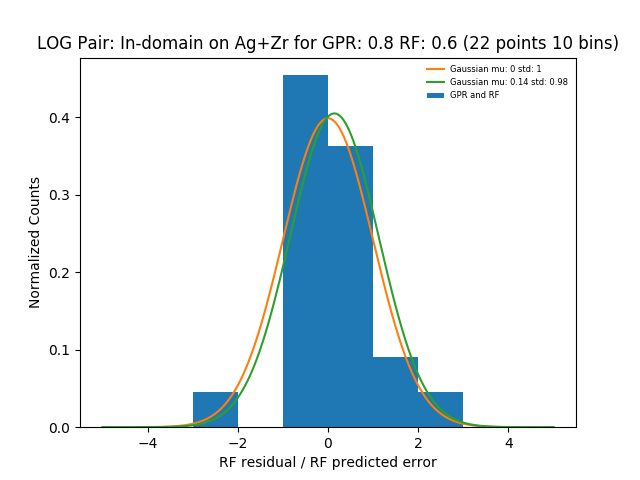 LOG Pair: In-domain on Ag+Zr for GPR: 0.8 RF: 0.6 (22 points 10 bins)
Gaussian mu: 0 std: 1
Gaussian mu: 0.14 std: 0.98
GPR and RF
Normalized Counts
0.4
0.3
0.2
0.1
0.0
−4 −2 0 2 4
RF residual / RF predicted error